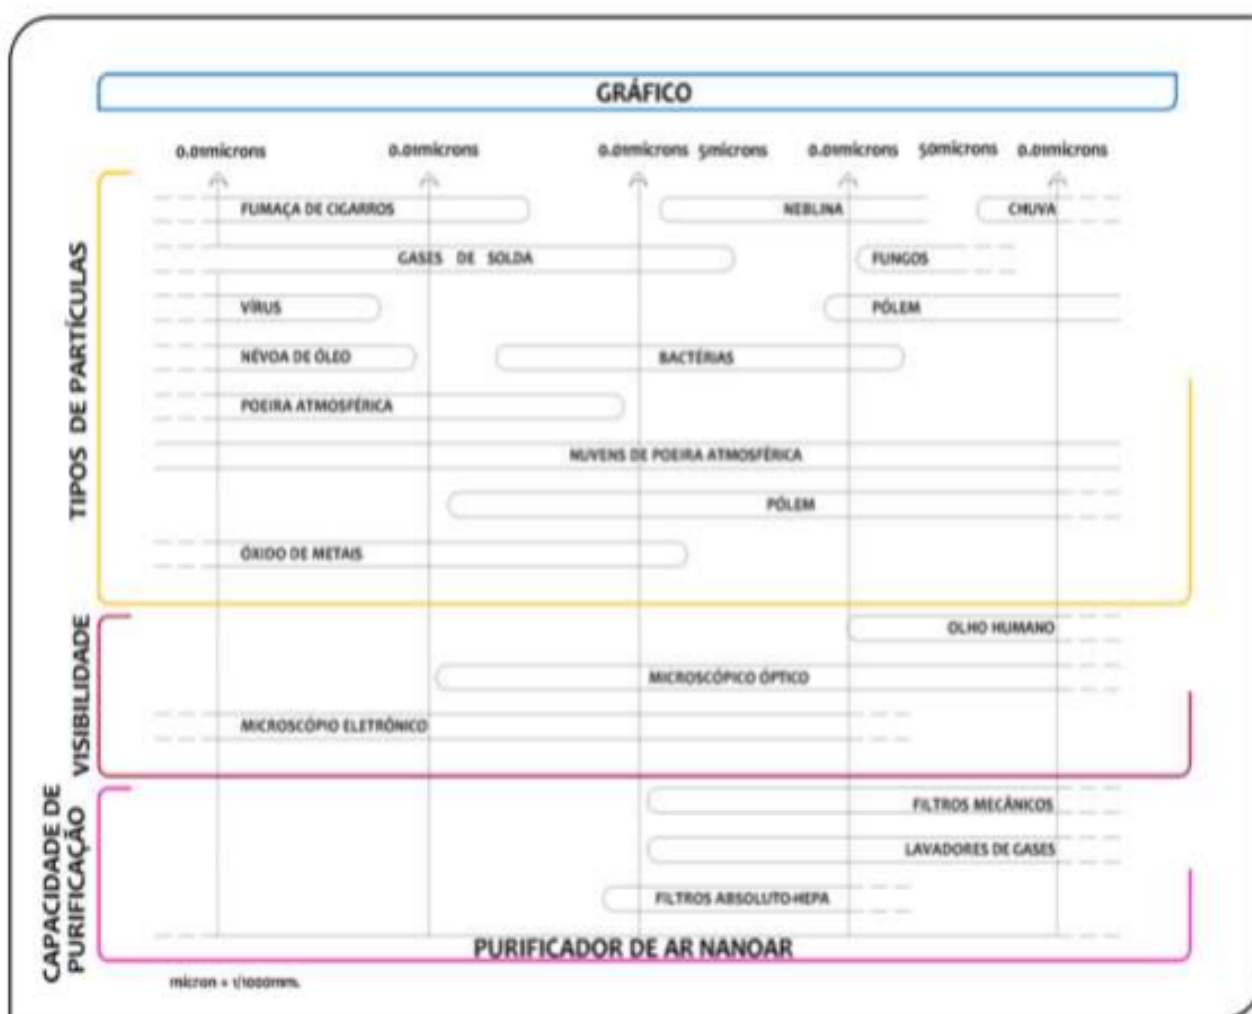 GRÁFICO
0.01microns 0.01microns 0.01microns 5microns 0.01microns 50microns 0.01microns
TIPOS DE PARTÍCULAS
FUMAÇA DE CIGARROS NEBLINA CHUVA
GASES DE SOLDA FUNGOS
VÍRUS PÓLEM
NÉVOA DE ÓLEO BACTÉRIAS
POEIRA ATMOSFÉRICA
NUVENS DE POEIRA ATMOSFÉRICA
PÓLEM
ÓXIDO DE METAIS
VISIBILIDADE
OLHO HUMANO
MICROSCÓPICO ÓPTICO
MICROSCÓPIO ELETRÔNICO
CAPACIDADE DE
PURIFICAÇÃO
FILTROS MECÂNICOS
LAVADORES DE GASES
FILTROS ABSOLUTO-HEPA
PURIFICADOR DE AR NANOAR
mícron = 1/1000mm.